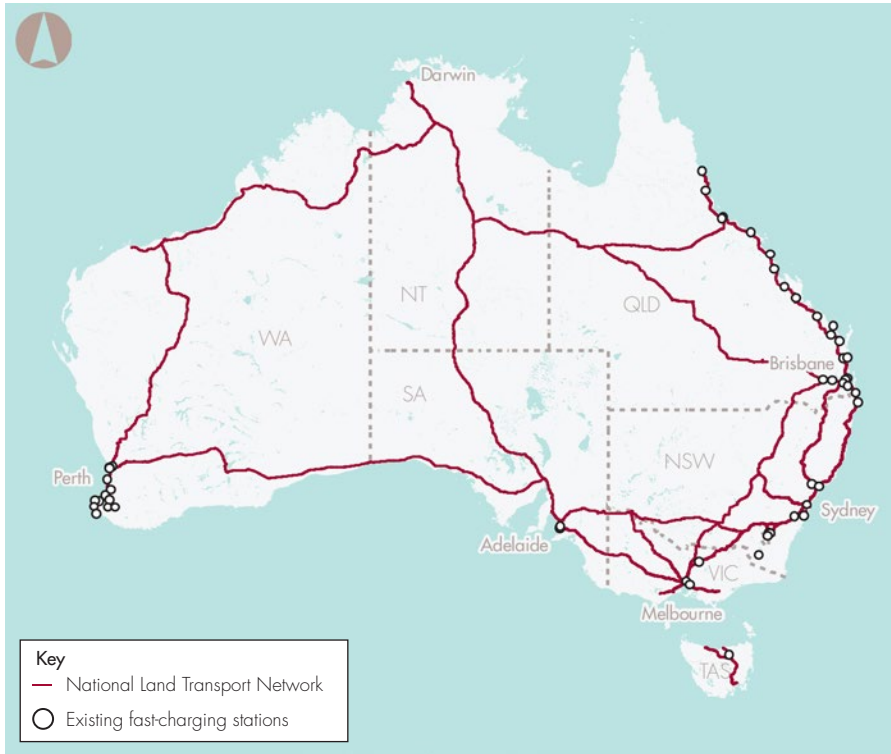 Darwin
NT
QLD
WA
Brisbane
SA
NSW
Perth
Sydney
Adelaide
VIC
Melbourne
TAS
Key
National Land Transport Network
Existing fast-charging stations